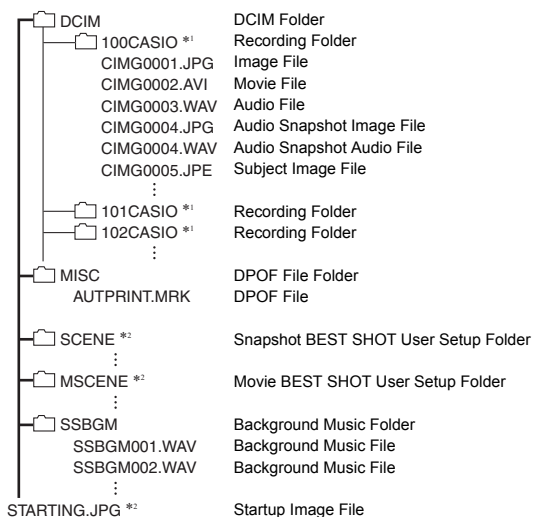 DCIM DCIM Folder
100CASIO *1 Recording Folder
CIMG0001.JPG Image File
CIMG0002.AVI Movie File
CIMG0003.WAV Audio File
CIMG0004.JPG Audio Snapshot Image File
CIMG0004.WAV Audio Snapshot Audio File
CIMG0005.JPE Subject Image File
101CASIO *1 Recording Folder
102CASIO *1 Recording Folder
MISC DPOF File Folder
AUTPRINT.MRK DPOF File
SCENE *2 Snapshot BEST SHOT User Setup Folder
MSCENE *2 Movie BEST SHOT User Setup Folder
SSBGM Background Music Folder
SSBGM001.WAV Background Music File
SSBGM002.WAV Background Music File
STARTING.JPG *2 Startup Image File